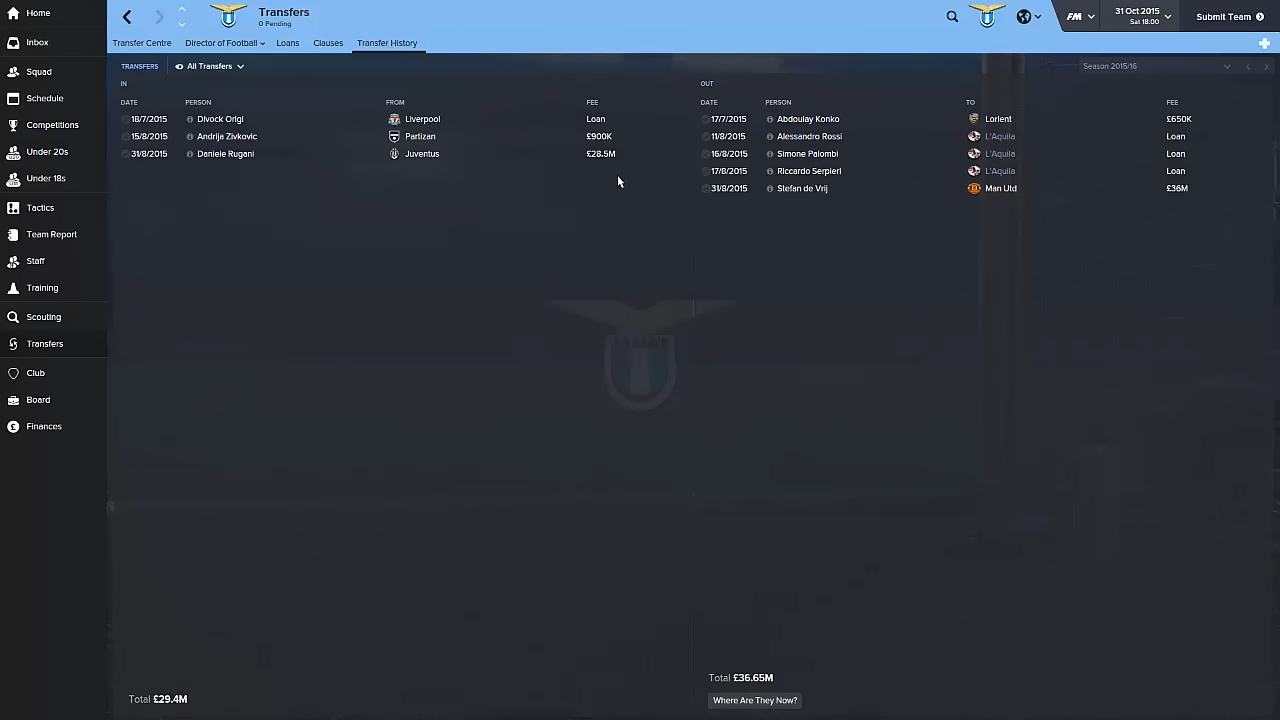 Home
Inbox
Squad
Schedule
Competitions
Under 20s
Under 18s
Tactics
Team Report
Staff
Training
Scouting
Transfers
Club
Board
Finances
Transfers
0 Pending
FM
31 Oct 2015
Sat 18:00
Submit Team
Transfer Centre Director of Football Loans Clauses Transfer History
TRANSFERS All Transfers Season 2015/16
IN
DATE PERSON FROM FEE
18/7/2015 Divock Origi Liverpool Loan
15/8/2015 Andrija Zivkovic Partizan £900K
31/8/2015 Daniele Rugani Juventus £28.5M
Total £29.4M
OUT
DATE PERSON TO FEE
17/7/2015 Abdoulay Konko Lorient £650K
11/8/2015 Alessandro Rossi L'Aquila Loan
16/8/2015 Simone Palombi L'Aquila Loan
17/8/2015 Riccardo Serpieri L'Aquila Loan
31/8/2015 Stefan de Vrij Man Utd £36M
Total £36.65M
Where Are They Now?